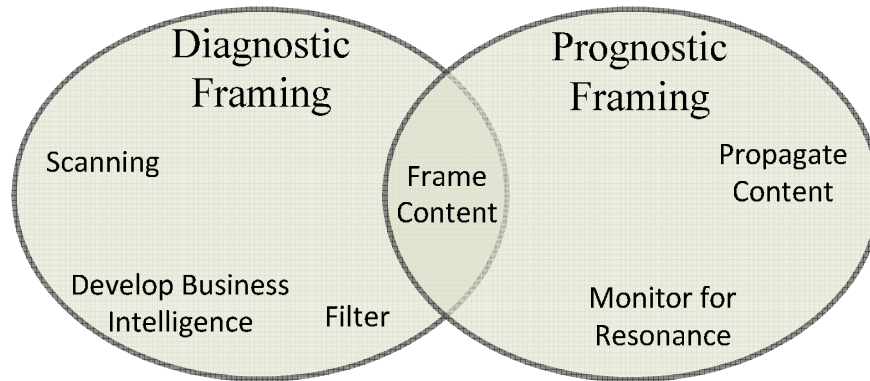 Diagnostic
Framing
Scanning
Develop Business
Intelligence
Filter
Frame
Content
Prognostic
Framing
Propagate
Content
Monitor for
Resonance